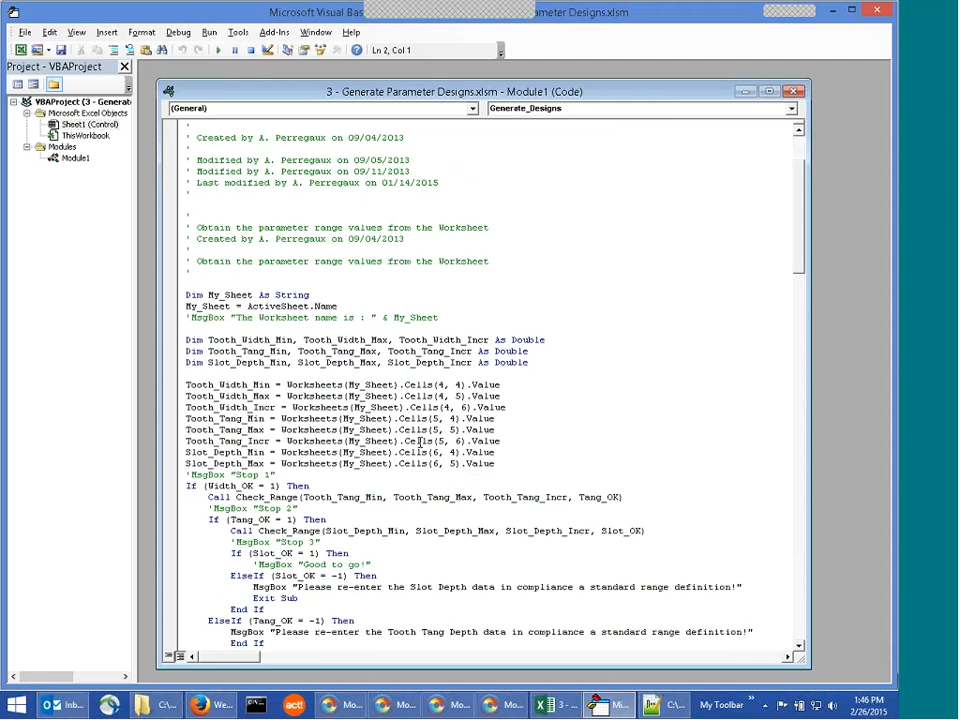 Microsoft Visual Bas ameter Designs.xlsm
File Edit View Insert Format Debug Run Tools Add-Ins Window Help
Ln 2, Col 1
Project - VBAProject
VBAProject (3 - Generat
Microsoft Excel Objects
Sheet1 (Control)
ThisWorkbook
Modules
Module1
3 - Generate Parameter Designs.xlsm - Module1 (Code)
(General) Generate_Designs
'
' Created by A. Perregaux on 09/04/2013
'
' Modified by A. Perregaux on 09/05/2013
' Modified by A. Perregaux on 09/11/2013
' Last modified by A. Perregaux on 01/14/2015
'
'
' Obtain the parameter range values from the Worksheet
' Created by A. Perregaux on 09/04/2013
'
' Obtain the parameter range values from the Worksheet
'
Dim My_Sheet As String
My_Sheet = ActiveSheet.Name
'MsgBox "The Worksheet name is : " & My_Sheet
Dim Tooth_Width_Min, Tooth_Width_Max, Tooth_Width_Incr As Double
Dim Tooth_Tang_Min, Tooth_Tang_Max, Tooth_Tang_Incr As Double
Dim Slot_Depth_Min, Slot_Depth_Max, Slot_Depth_Incr As Double
Tooth_Width_Min = Worksheets(My_Sheet).Cells(4, 4).Value
Tooth_Width_Max = Worksheets(My_Sheet).Cells(4, 5).Value
Tooth_Width_Incr = Worksheets(My_Sheet).Cells(4, 6).Value
Tooth_Tang_Min = Worksheets(My_Sheet).Cells(5, 4).Value
Tooth_Tang_Max = Worksheets(My_Sheet).Cells(5, 5).Value
Tooth_Tang_Incr = Worksheets(My_Sheet).Cells(5, 6).Value
Slot_Depth_Min = Worksheets(My_Sheet).Cells(6, 4).Value
Slot_Depth_Max = Worksheets(My_Sheet).Cells(6, 5).Value
'MsgBox "Stop 1"
If (Width_OK = 1) Then
Call Check_Range(Tooth_Tang_Min, Tooth_Tang_Max, Tooth_Tang_Incr, Tang_OK)
'MsgBox "Stop 2"
If (Tang_OK = 1) Then
Call Check_Range(Slot_Depth_Min, Slot_Depth_Max, Slot_Depth_Incr, Slot_OK)
'MsgBox "Stop 3"
If (Slot_OK = 1) Then
'MsgBox "Good to go!"
ElseIf (Slot_OK = -1) Then
MsgBox "Please re-enter the Slot Depth data in compliance a standard range definition!"
Exit Sub
End If
ElseIf (Tang_OK = -1) Then
MsgBox "Please re-enter the Tooth Tang Depth data in compliance a standard range definition!"
End If
Inb... C:\... We... act! Mo... Mo... Mo... Mo... 3 -... Mi... C:\... My Toolbar
1:46 PM
2/26/2015